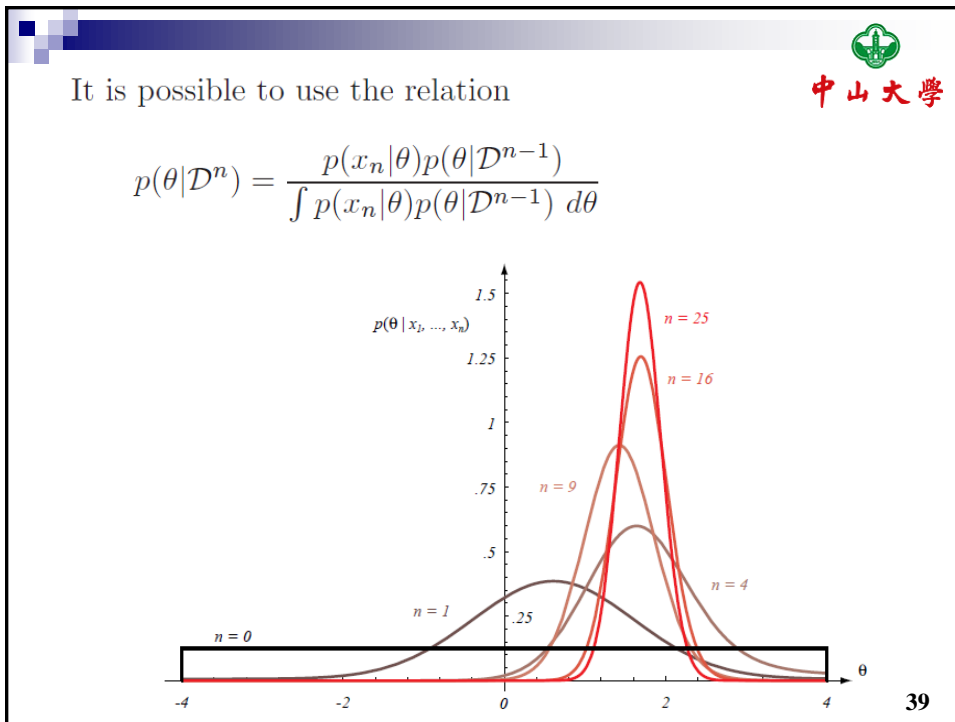 中山大學
It is possible to use the relation
p(θ|𝒟ⁿ) = p(xₙ|θ)p(θ|𝒟ⁿ⁻¹) / ∫ p(xₙ|θ)p(θ|𝒟ⁿ⁻¹) dθ
p(θ | x₁, ..., xₙ)
1.5
1.25
1
.75
.5
.25
n = 25
n = 16
n = 9
n = 4
n = 1
n = 0
θ
-4
-2
0
2
4
39